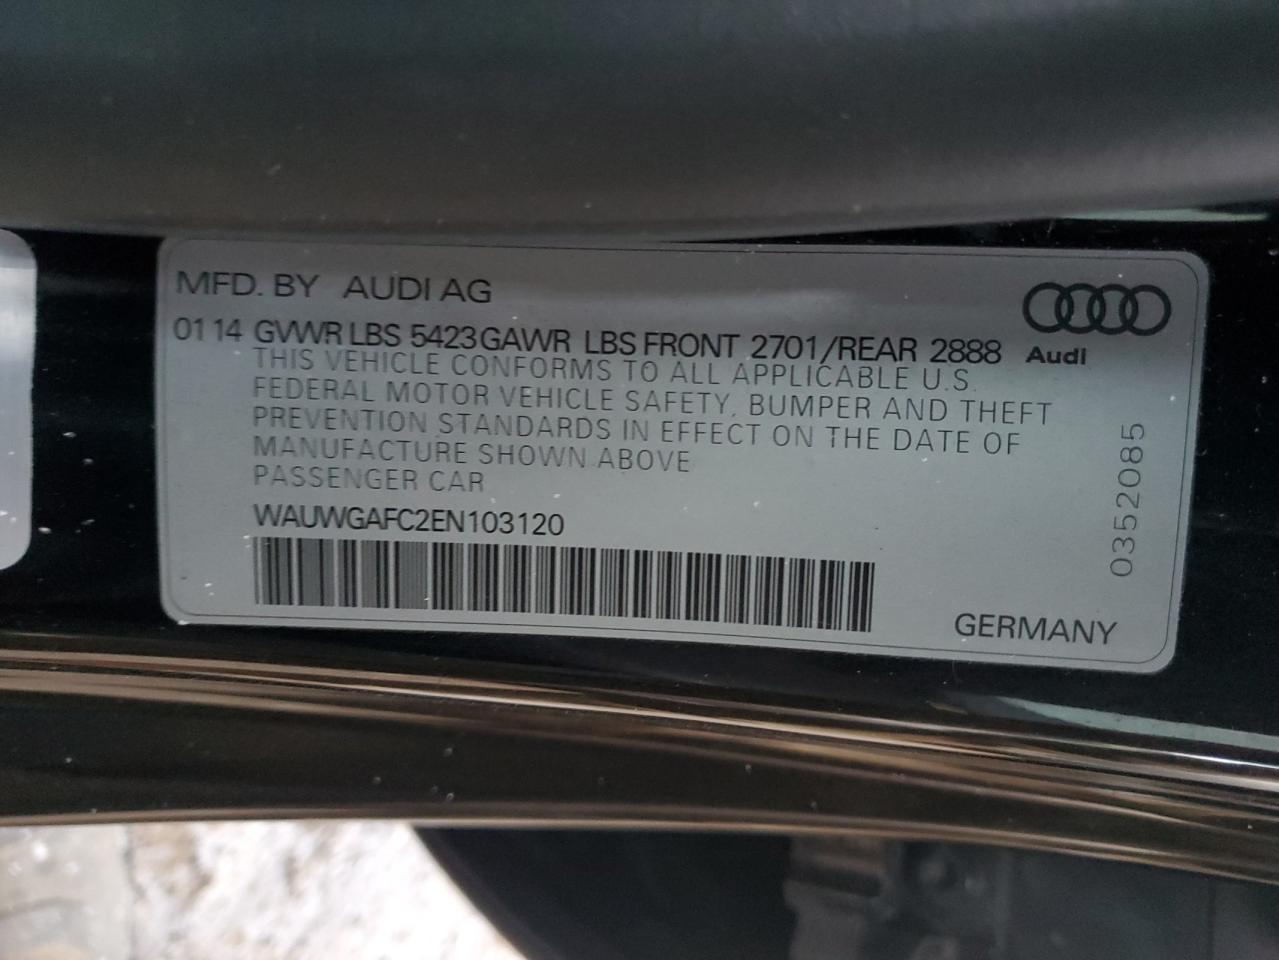 MFD. BY AUDI AG
01 14 GVWR LBS 5423 GAWR LBS FRONT 2701/REAR 2888
Audi
THIS VEHICLE CONFORMS TO ALL APPLICABLE U.S.
FEDERAL MOTOR VEHICLE SAFETY, BUMPER AND THEFT
PREVENTION STANDARDS IN EFFECT ON THE DATE OF
MANUFACTURE SHOWN ABOVE
PASSENGER CAR
WAUWGAFC2EN103120
0352085
GERMANY